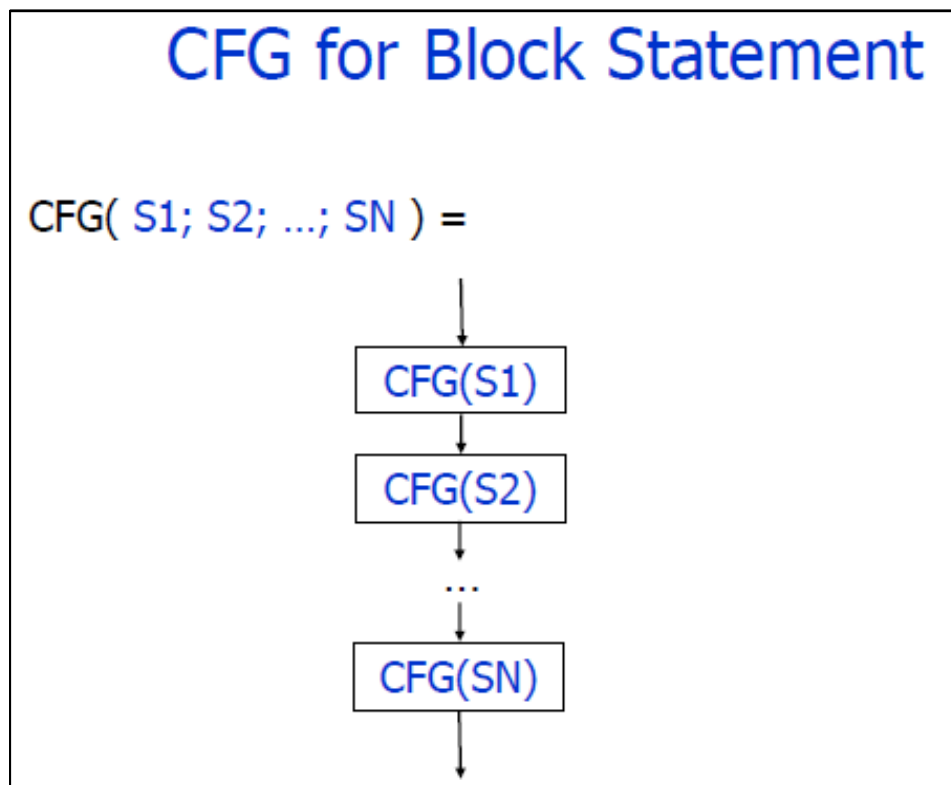 CFG for Block Statement
CFG( S1; S2; ...; SN ) =
CFG(S1)
CFG(S2)
...
CFG(SN)